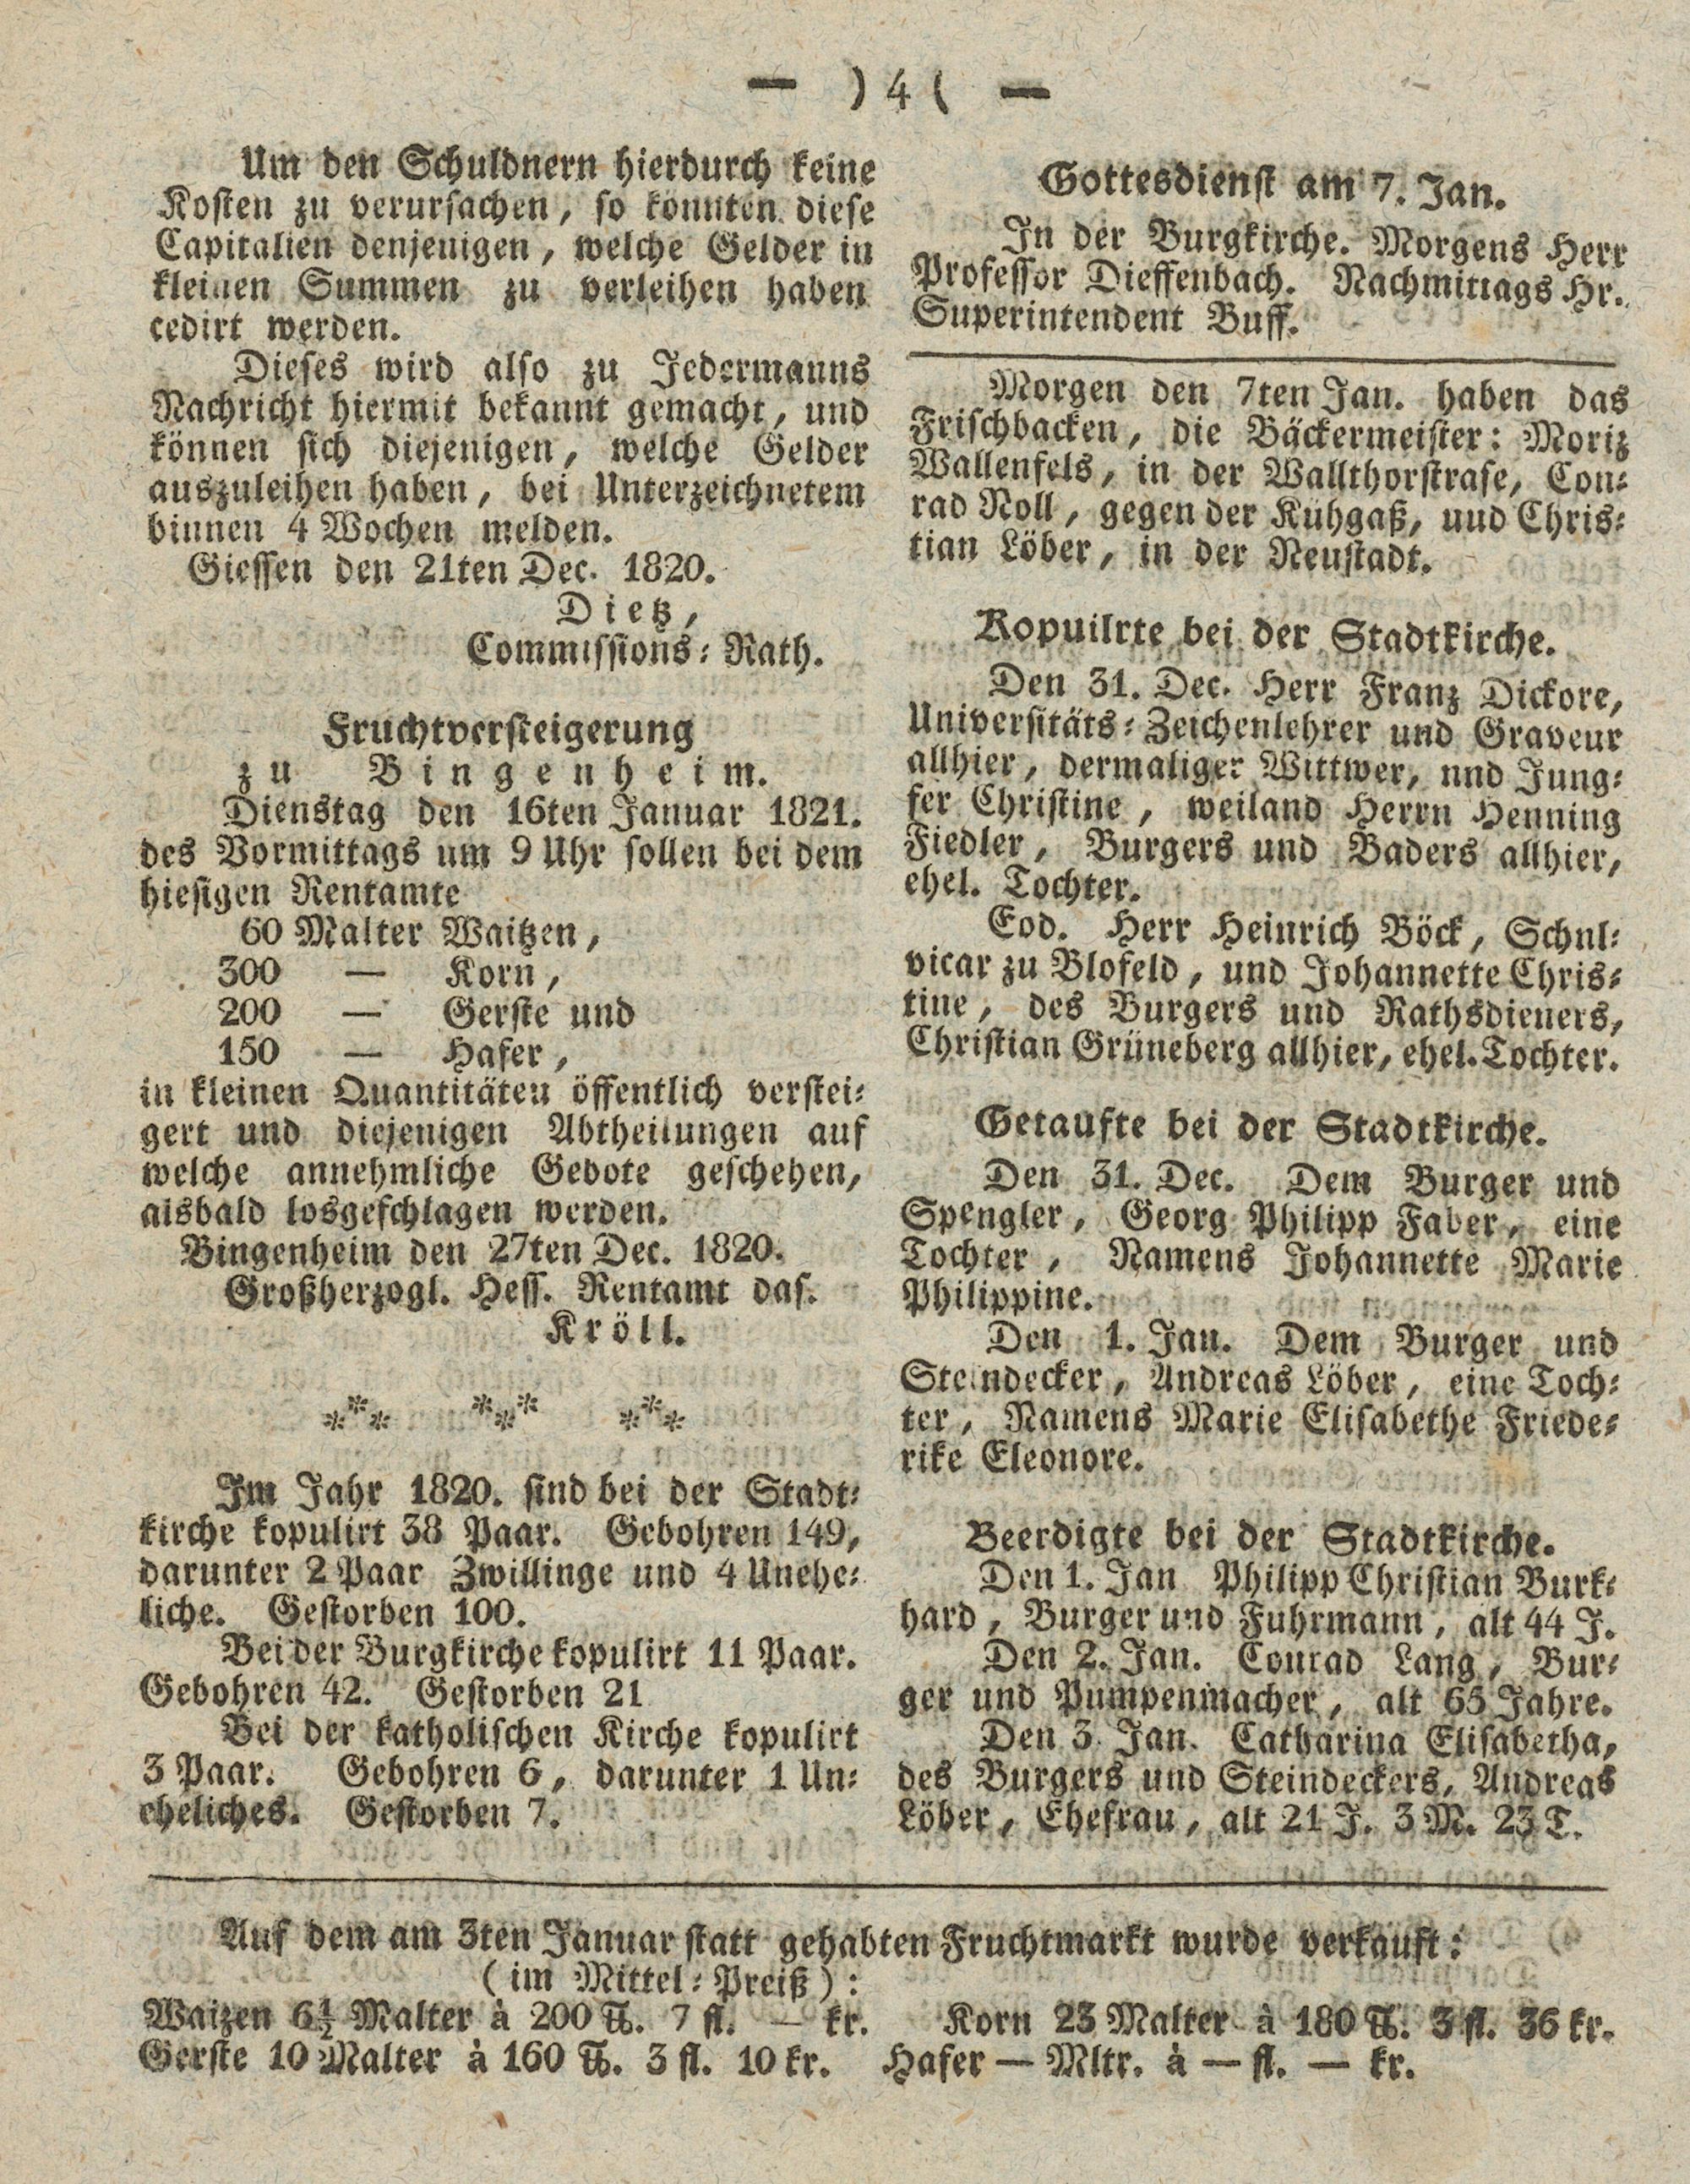 — ) 4 ( —
Um den Schuldnern hierdurch keine
Kosten zu verursachen, so könnten diese
Capitalien denjenigen, welche Gelder in
kleinen Summen zu verleihen haben
cedirt werden.
Dieses wird also zu Jedermanns
Nachricht hiermit bekannt gemacht, und
können sich diejenigen, welche Gelder
auszuleihen haben, bei Unterzeichnetem
binnen 4 Wochen melden.
Giessen den 21ten Dec. 1820.
Dietz,
Commissions-Rath.
Fruchtversteigerung
zu Bingenheim.
Dienstag den 16ten Januar 1821.
des Vormittags um 9 Uhr sollen bei dem
hiesigen Rentamte
60 Malter Waitzen,
300 — Korn,
200 — Gerste und
150 — Hafer,
in kleinen Quantitäten öffentlich verstei-
gert und diejenigen Abtheilungen auf
welche annehmliche Gebote geschehen,
alsbald losgeschlagen werden.
Bingenheim den 27ten Dec. 1820.
Großherzogl. Hess. Rentamt das.
Kröll.
*** *** ***
Im Jahr 1820. sind bei der Stadt-
kirche kopulirt 38 Paar. Gebohren 149,
darunter 2 Paar Zwillinge und 4 Unehe-
liche. Gestorben 100.
Bei der Burgkirche kopulirt 11 Paar.
Gebohren 42. Gestorben 21
Bei der katholischen Kirche kopulirt
3 Paar. Gebohren 6, darunter 1 Un-
eheliches. Gestorben 7.
Gottesdienst am 7. Jan.
In der Burgkirche. Morgens Herr
Professor Dieffenbach. Nachmittags Hr.
Superintendent Buff.
Morgen den 7ten Jan. haben das
Frischbacken, die Bäckermeister: Moriz
Wallenfels, in der Wallthorstrase, Con-
rad Noll, gegen der Kühgaß, uud Chris-
tian Löber, in der Neustadt.
Kopuilrte bei der Stadtkirche.
Den 31. Dec. Herr Franz Dickore,
Universitäts-Zeichenlehrer und Graveur
allhier, dermaliger Wittwer, nnd Jung-
fer Christine, weiland Herrn Henning
Fiedler, Burgers und Baders allhier,
ehel. Tochter.
Eod. Herr Heinrich Böck, Schul-
vicar zu Blofeld, und Johannette Chris-
tine, des Burgers und Rathsdieners,
Christian Grüneberg allhier, ehel. Tochter.
Getaufte bei der Stadtkirche.
Den 31. Dec. Dem Burger und
Spengler, Georg Philipp Faber, eine
Tochter, Namens Johannette Marie
Philippine.
Den 1. Jan. Dem Burger und
Steindecker, Andreas Löber, eine Toch-
ter, Namens Marie Elisabethe Friede-
rike Eleonore.
Beerdigte bei der Stadtkirche.
Den 1. Jan Philipp Christian Burk-
hard, Burger und Fuhrmann, alt 44 J.
Den 2. Jan. Conrad Lang, Bur-
ger und Pumpenmacher, alt 65 Jahre.
Den 3. Jan. Catharina Elisabetha,
des Burgers und Steindeckers, Andreas
Löber, Ehefrau, alt 21 J. 3 M. 23 T.
Auf dem am 3ten Januar statt gehabten Fruchtmarkt wurde verkauft:
(im Mittel-Preiß):
Waizen 6½ Malter à 200 ℔. 7 fl. — kr. Korn 23 Malter à 180 ℔. 3 fl. 36 kr.
Gerste 10 Malter à 160 ℔. 3 fl. 10 kr. Hafer — Mltr. à — fl. — kr.